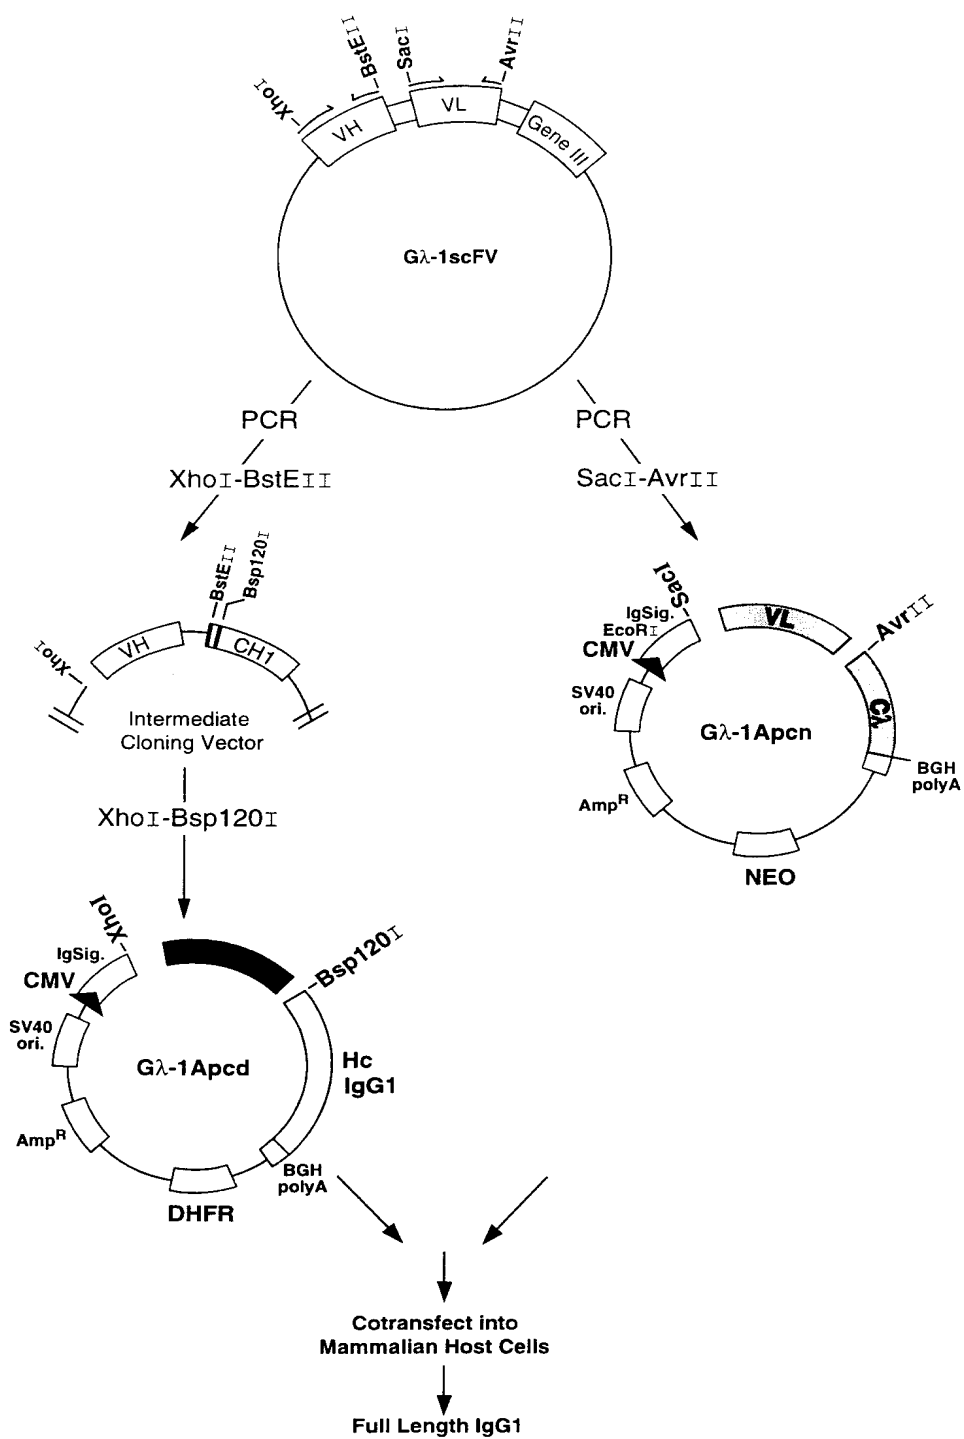 XhoI
BstEII
SacI
AvrII
VH
VL
Gene III
Gλ-1scFV
PCR
PCR
XhoI-BstEII
SacI-AvrII
BstEII
Bsp120I
XhoI
VH
CH1
Intermediate
Cloning Vector
SacI
IgSig.
EcoRI
CMV
VL
AvrII
SV40
ori.
Gλ-1Apcn
Cλ
BGH
polyA
AmpR
NEO
XhoI-Bsp120I
XhoI
IgSig.
CMV
Bsp120I
SV40
ori.
Gλ-1Apcd
Hc
IgG1
AmpR
BGH
polyA
DHFR
Cotransfect into
Mammalian Host Cells
Full Length IgG1